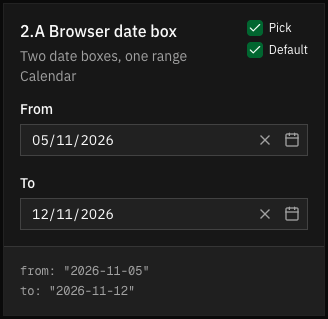 2.A Browser date box
Pick
Two date boxes, one range
Default
Calendar
From
05/11/2026
To
12/11/2026
from: "2026-11-05"
to: "2026-11-12"